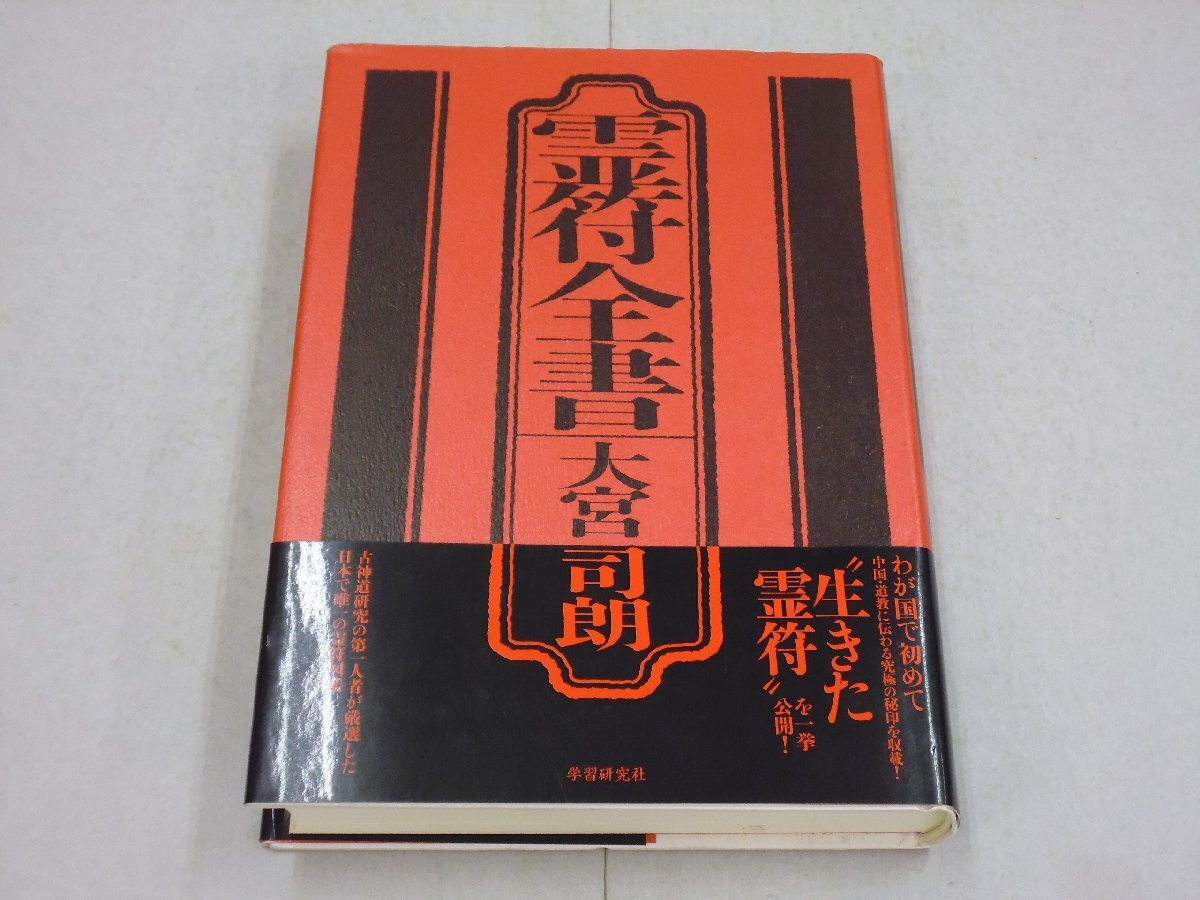 霊符全書
大宮司朗
わが国で初めて
中国・道教に伝わる究極の秘印を収載!
〝生きた
霊符〟を一挙
公開!
古神道研究の第一人者が厳選した
日本で唯一の霊符
学習研究社